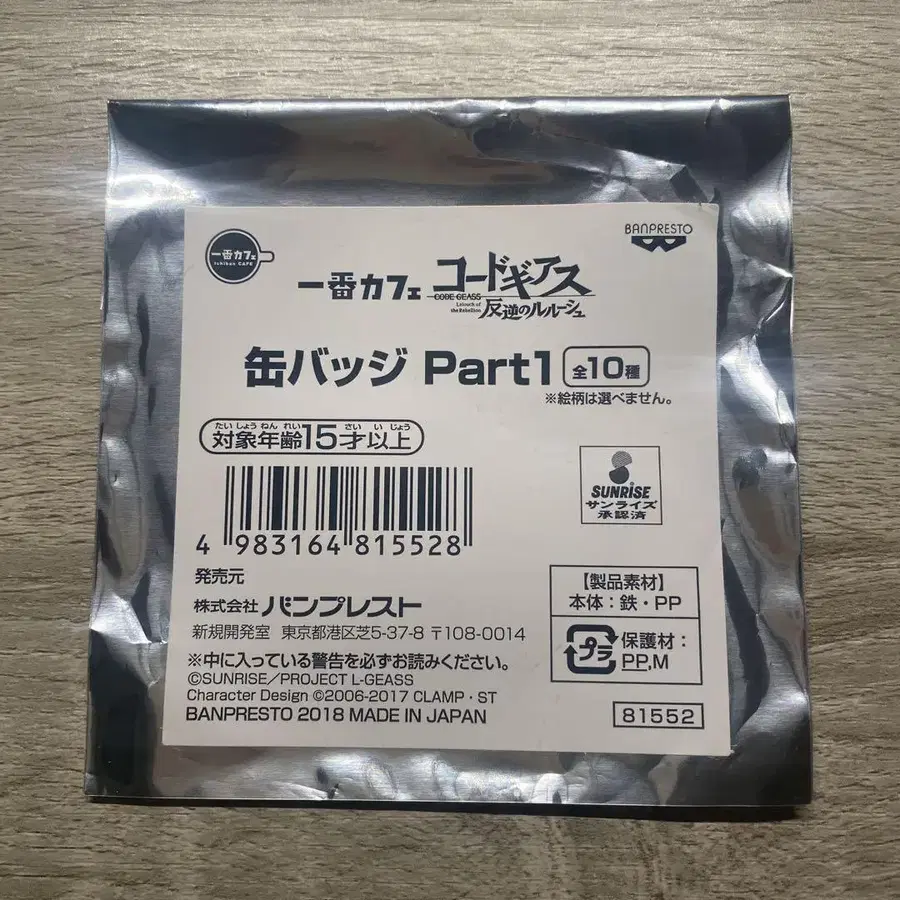 一番カフェ
Ichiban CAFE
BANPRESTO
一番カフェ コードギアス
CODE GEASS
Lelouch of
the Rebellion
反逆のルルーシュ
缶バッジ Part1 全10種
※絵柄は選べません。
たいしょうねんれい さい いじょう
対象年齢15才以上
SUNRISE
サンライズ
承認済
4 983164 815528
発売元
株式会社 バンプレスト
新規開発室 東京都港区芝5-37-8 〒108-0014
【製品素材】
本体：鉄・PP
プラ
保護材：
PP,M
※中に入っている警告を必ずお読みください。
©SUNRISE／PROJECT L-GEASS
Character Design ©2006-2017 CLAMP・ST
BANPRESTO 2018 MADE IN JAPAN
81552